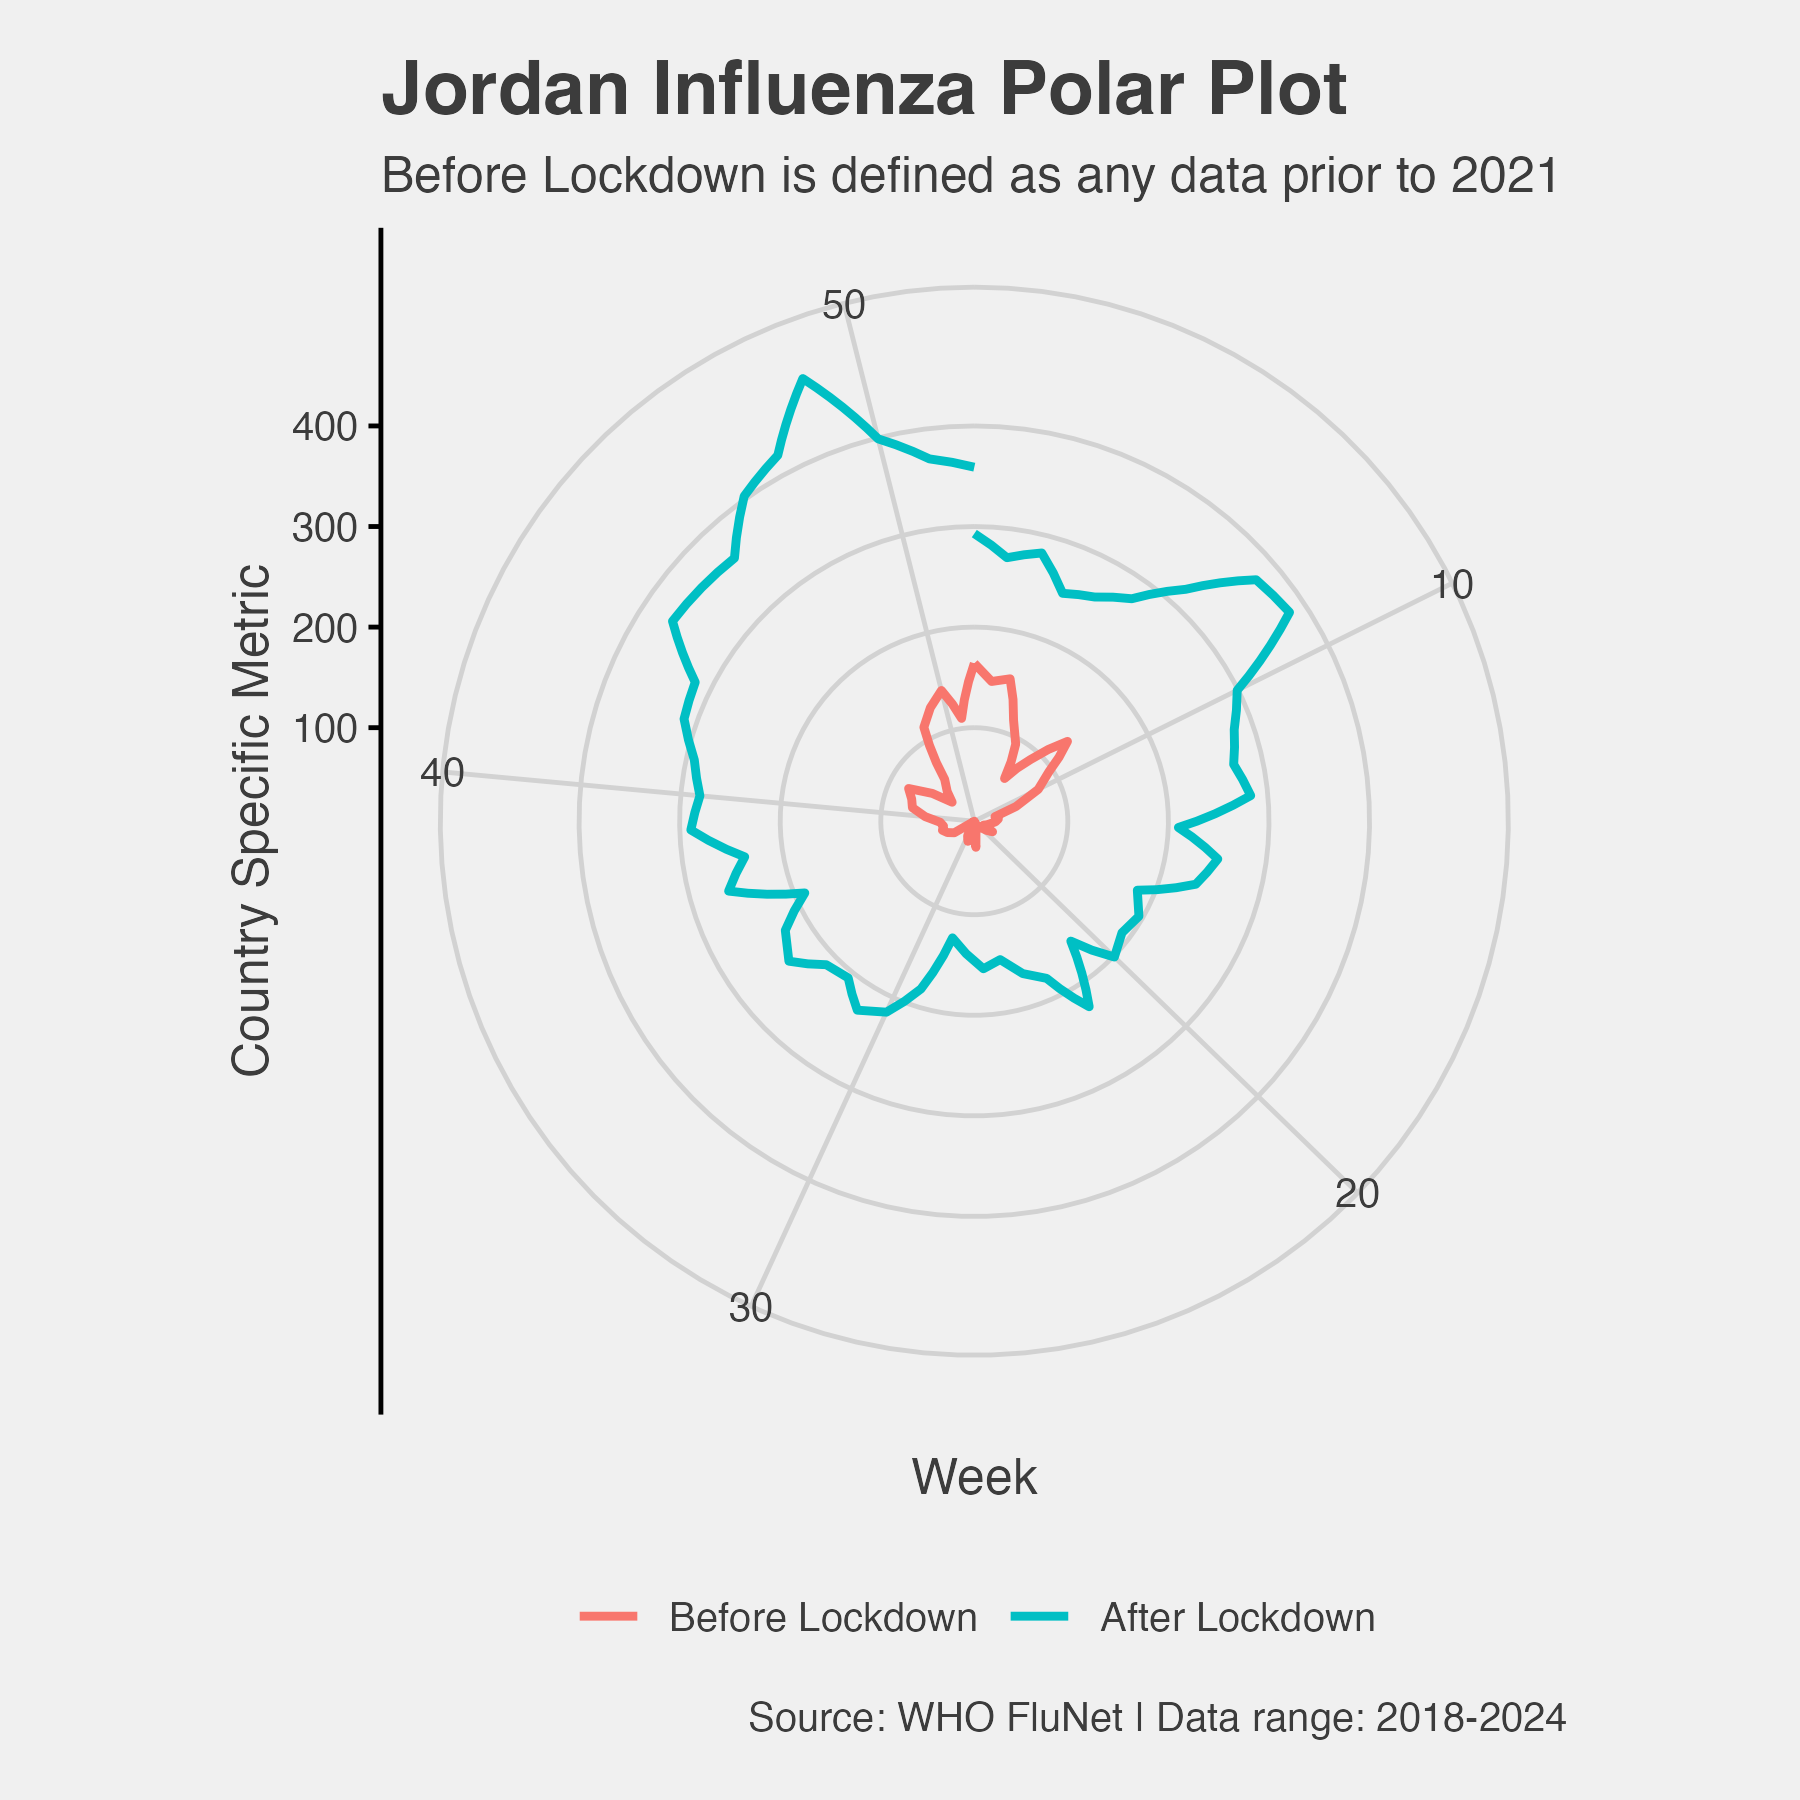 Jordan Influenza Polar Plot
Before Lockdown is defined as any data prior to 2021
50
400
300
200
100
10
40
20
30
Country Specific Metric
Week
Before Lockdown
After Lockdown
Source: WHO FluNet | Data range: 2018-2024